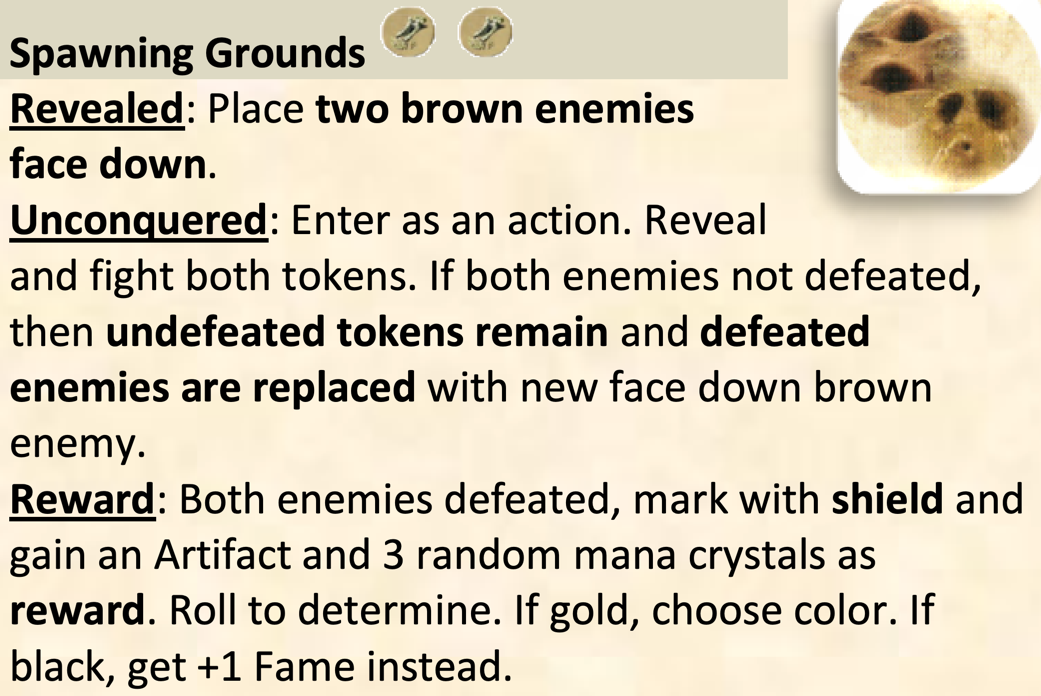 Spawning Grounds
Revealed: Place two brown enemies
face down.
Unconquered: Enter as an action. Reveal
and fight both tokens. If both enemies not defeated,
then undefeated tokens remain and defeated
enemies are replaced with new face down brown
enemy.
Reward: Both enemies defeated, mark with shield and
gain an Artifact and 3 random mana crystals as
reward. Roll to determine. If gold, choose color. If
black, get +1 Fame instead.